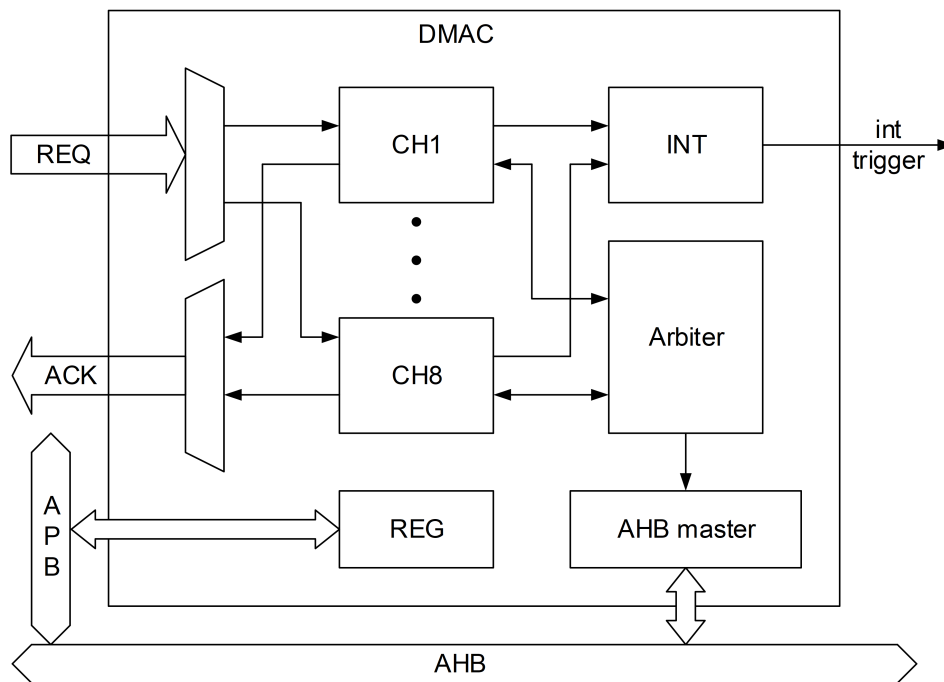 DMAC
REQ
CH1
INT
int
trigger
Arbiter
ACK
CH8
A
P
B
REG
AHB master
AHB